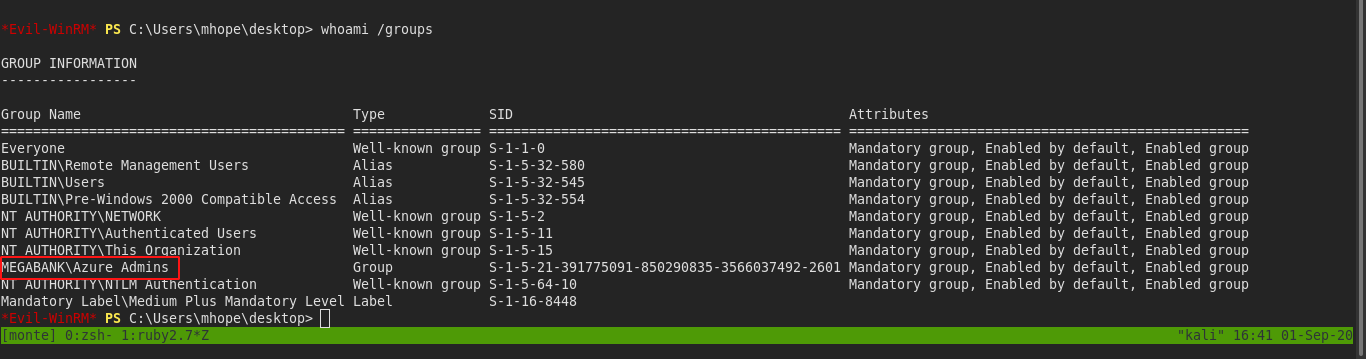 *Evil-WinRM* PS C:\Users\mhope\desktop> whoami /groups
GROUP INFORMATION
-----------------
Group Name                                  Type             SID                                          Attributes
=========================================== ================ ============================================ ==================================================
Everyone                                    Well-known group S-1-1-0                                      Mandatory group, Enabled by default, Enabled group
BUILTIN\Remote Management Users             Alias            S-1-5-32-580                                 Mandatory group, Enabled by default, Enabled group
BUILTIN\Users                               Alias            S-1-5-32-545                                 Mandatory group, Enabled by default, Enabled group
BUILTIN\Pre-Windows 2000 Compatible Access  Alias            S-1-5-32-554                                 Mandatory group, Enabled by default, Enabled group
NT AUTHORITY\NETWORK                        Well-known group S-1-5-2                                      Mandatory group, Enabled by default, Enabled group
NT AUTHORITY\Authenticated Users            Well-known group S-1-5-11                                     Mandatory group, Enabled by default, Enabled group
NT AUTHORITY\This Organization              Well-known group S-1-5-15                                     Mandatory group, Enabled by default, Enabled group
MEGABANK\Azure Admins                       Group            S-1-5-21-391775091-850290835-3566037492-2601 Mandatory group, Enabled by default, Enabled group
NT AUTHORITY\NTLM Authentication            Well-known group S-1-5-64-10                                  Mandatory group, Enabled by default, Enabled group
Mandatory Label\Medium Plus Mandatory Level Label            S-1-16-8448
*Evil-WinRM* PS C:\Users\mhope\desktop>
[monte] 0:zsh- 1:ruby2.7*Z "kali" 16:41 01-Sep-20